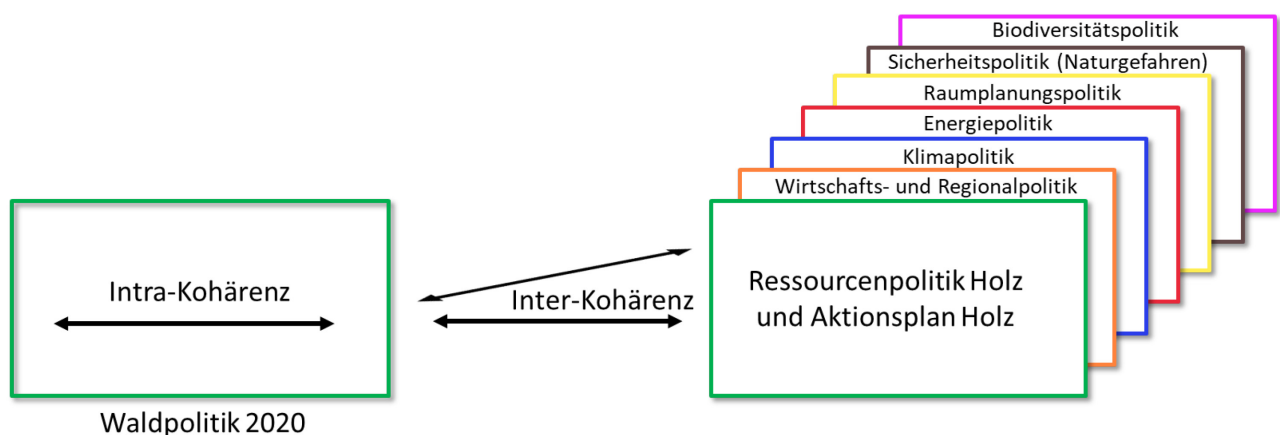 Biodiversitätspolitik
Sicherheitspolitik (Naturgefahren)
Raumplanungspolitik
Energiepolitik
Klimapolitik
Wirtschafts- und Regionalpolitik
Intra-Kohärenz
Inter-Kohärenz
Ressourcenpolitik Holz
und Aktionsplan Holz
Waldpolitik 2020